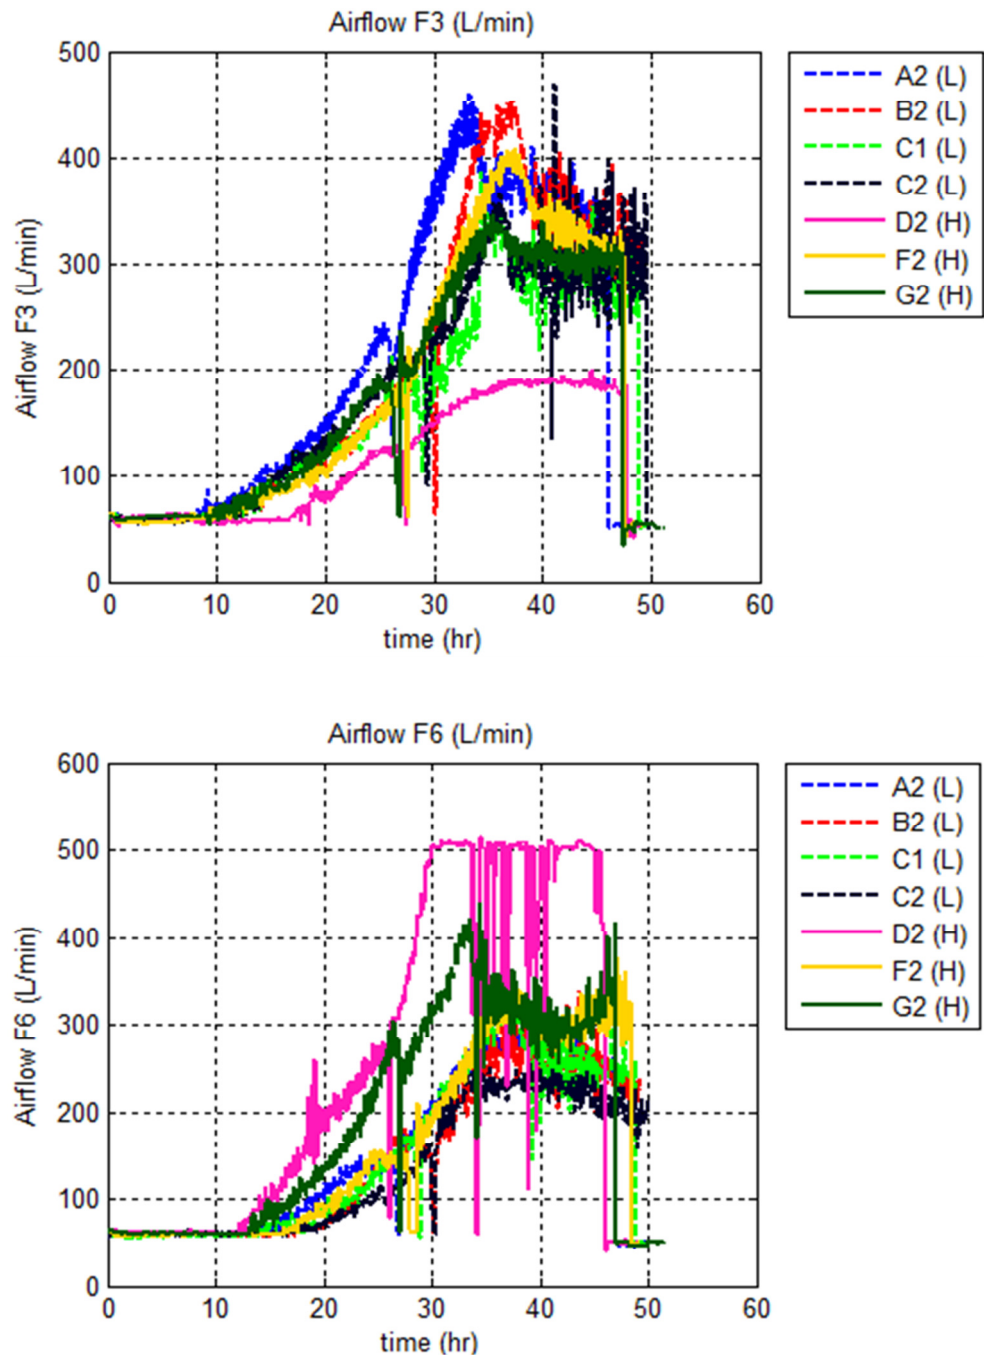 Airflow F3 (L/min)
500
400
300
200
100
0
Airflow F3 (L/min)
0 10 20 30 40 50 60
time (hr)
A2 (L)
B2 (L)
C1 (L)
C2 (L)
D2 (H)
F2 (H)
G2 (H)
Airflow F6 (L/min)
600
500
400
300
200
100
0
Airflow F6 (L/min)
0 10 20 30 40 50 60
time (hr)
A2 (L)
B2 (L)
C1 (L)
C2 (L)
D2 (H)
F2 (H)
G2 (H)